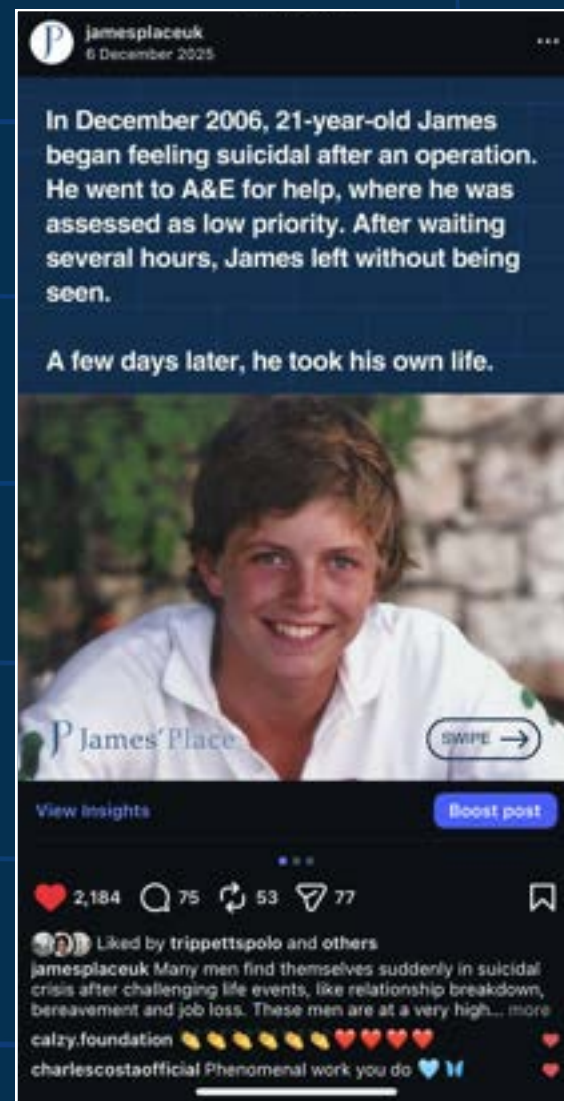 jamesplaceuk
6 December 2025
In December 2006, 21-year-old James
began feeling suicidal after an operation.
He went to A&E for help, where he was
assessed as low priority. After waiting
several hours, James left without being
seen.
A few days later, he took his own life.
P James' Place
SWIPE →
View Insights
Boost post
2,184 75 53 77
Liked by trippettspolo and others
jamesplaceuk Many men find themselves suddenly in suicidal
crisis after challenging life events, like relationship breakdown,
bereavement and job loss. These men are at a very high... more
calzy.foundation 👏👏👏👏👏👏❤️❤️❤️❤️
charlescostaofficial Phenomenal work you do 🩵🦋